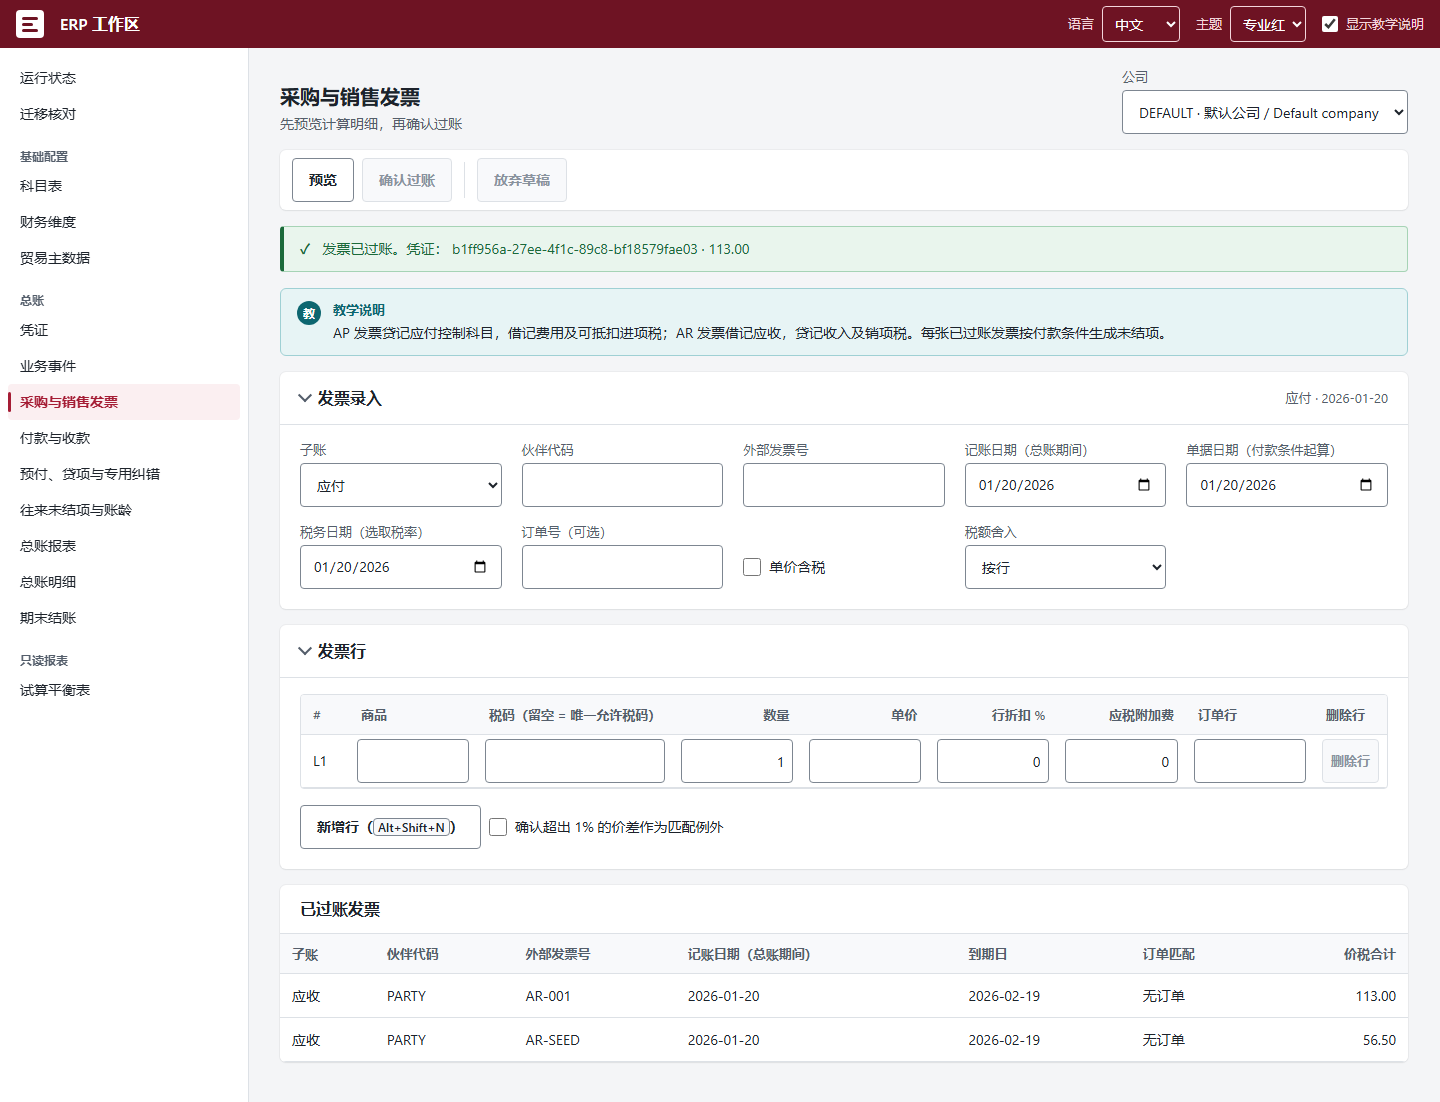 ERP 工作区
语言 中文 主题 专业红 显示教学说明
运行状态
迁移核对
基础配置
科目表
财务维度
贸易主数据
总账
凭证
业务事件
采购与销售发票
付款与收款
预付、贷项与专用纠错
往来未结项与账龄
总账报表
总账明细
期末结账
只读报表
试算平衡表
采购与销售发票
先预览计算明细，再确认过账
公司
DEFAULT · 默认公司 / Default company
预览 确认过账 放弃草稿
✓ 发票已过账。凭证： b1ff956a-27ee-4f1c-89c8-bf18579fae03 · 113.00
教 教学说明
AP 发票贷记应付控制科目，借记费用及可抵扣进项税；AR 发票借记应收，贷记收入及销项税。每张已过账发票按付款条件生成未结项。
发票录入 应付 · 2026-01-20
子账 伙伴代码 外部发票号 记账日期（总账期间） 单据日期（付款条件起算）
应付 01/20/2026 01/20/2026
税务日期（选取税率） 订单号（可选） 税额舍入
01/20/2026 单价含税 按行
发票行
# 商品 税码（留空 = 唯一允许税码） 数量 单价 行折扣 % 应税附加费 订单行 删除行
L1 1 0 0 删除行
新增行（Alt+Shift+N） 确认超出 1% 的价差作为匹配例外
已过账发票
子账 伙伴代码 外部发票号 记账日期（总账期间） 到期日 订单匹配 价税合计
应收 PARTY AR-001 2026-01-20 2026-02-19 无订单 113.00
应收 PARTY AR-SEED 2026-01-20 2026-02-19 无订单 56.50